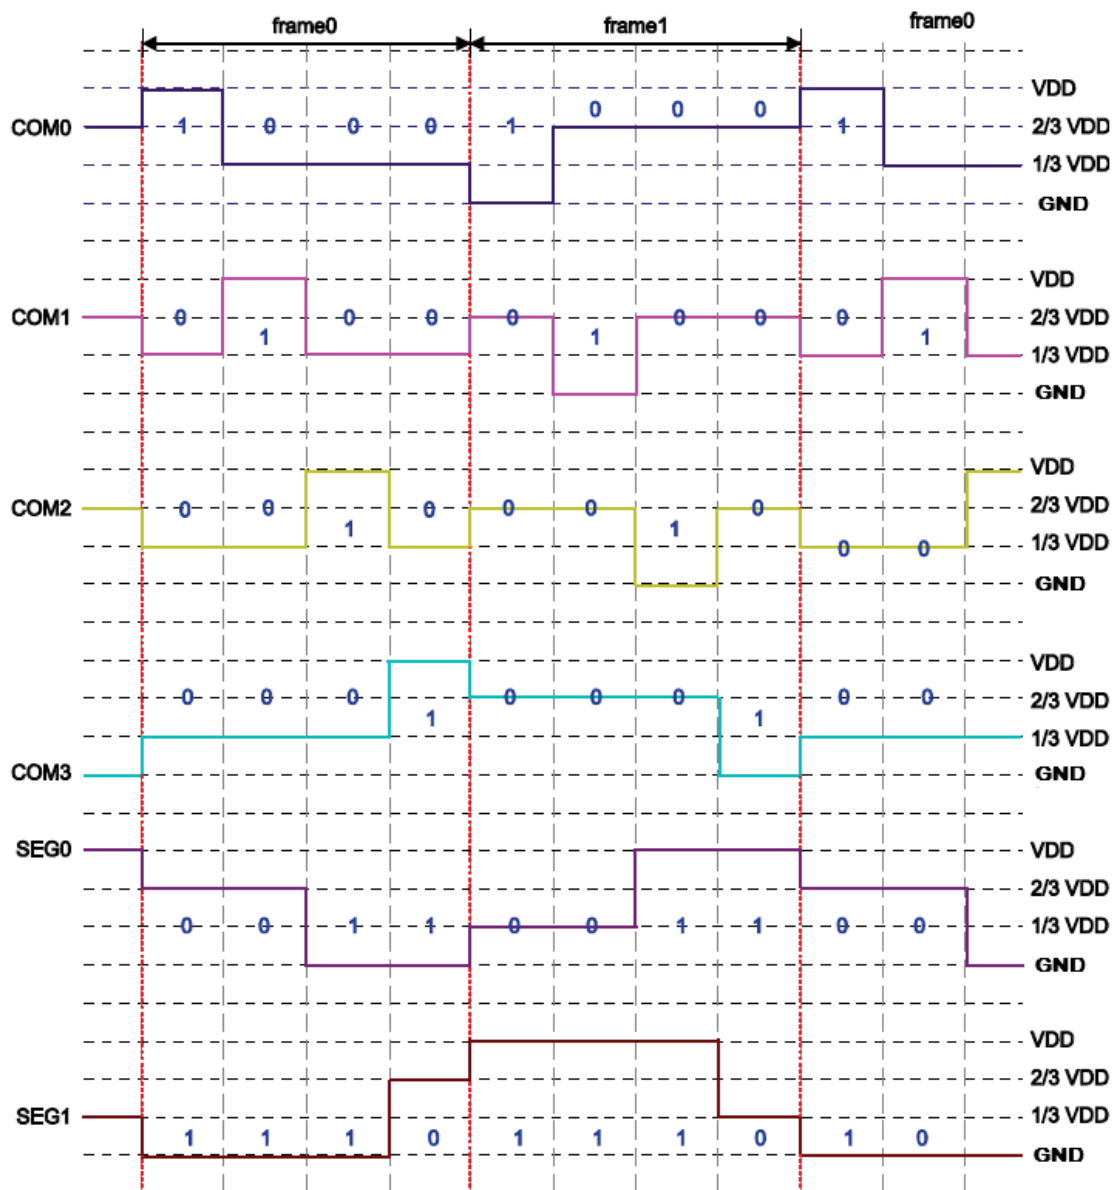 frame0 frame1 frame0
VDD
COM0 1 0 0 0 1 0 0 0 1 2/3 VDD
1/3 VDD
GND
VDD
COM1 0 1 0 0 0 1 0 0 0 1 2/3 VDD
1/3 VDD
GND
VDD
COM2 0 0 1 0 0 0 1 0 2/3 VDD
0 0 1/3 VDD
GND
VDD
0 0 0 1 0 0 0 1 0 0 2/3 VDD
1/3 VDD
COM3 GND
SEG0 VDD
2/3 VDD
0 0 1 1 0 0 1 1 0 0 1/3 VDD
GND
VDD
2/3 VDD
SEG1 1/3 VDD
1 1 1 0 1 1 1 0 1 0 GND